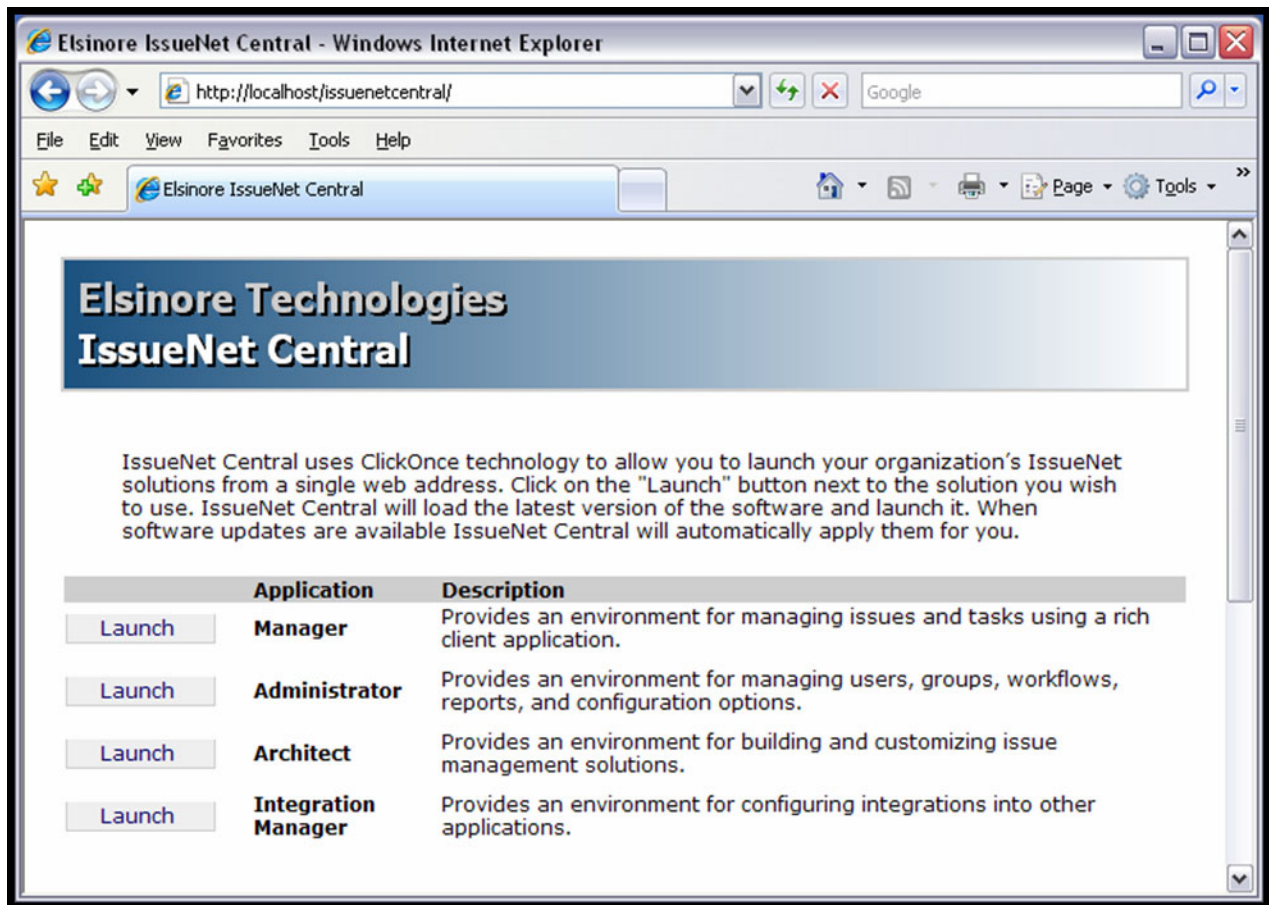 Elsinore IssueNet Central - Windows Internet Explorer
http://localhost/issuenetcentral/
Google
File Edit View Favorites Tools Help
Elsinore IssueNet Central
Page Tools »
Elsinore Technologies
IssueNet Central
IssueNet Central uses ClickOnce technology to allow you to launch your organization's IssueNet
solutions from a single web address. Click on the "Launch" button next to the solution you wish
to use. IssueNet Central will load the latest version of the software and launch it. When
software updates are available IssueNet Central will automatically apply them for you.
Application Description
Launch Manager Provides an environment for managing issues and tasks using a rich
client application.
Launch Administrator Provides an environment for managing users, groups, workflows,
reports, and configuration options.
Launch Architect Provides an environment for building and customizing issue
management solutions.
Launch Integration Provides an environment for configuring integrations into other
Manager applications.